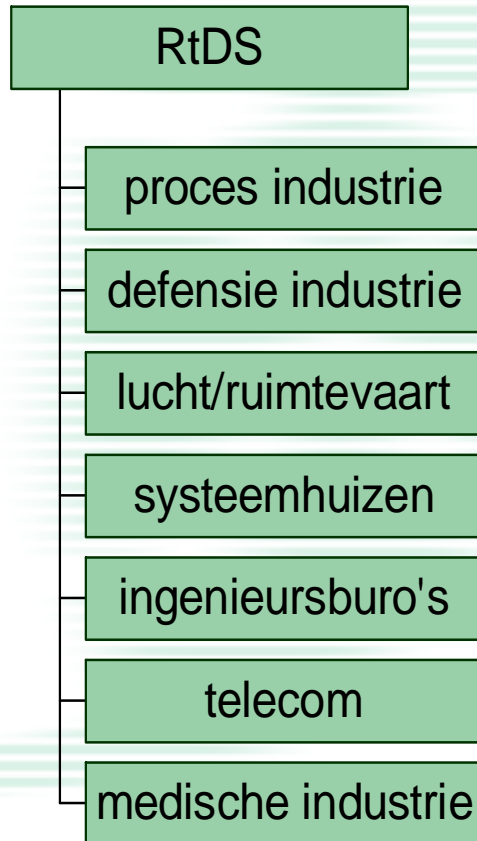 RtDS
proces industrie
defensie industrie
lucht/ruimtevaart
systeemhuizen
ingenieursburo's
telecom
medische industrie